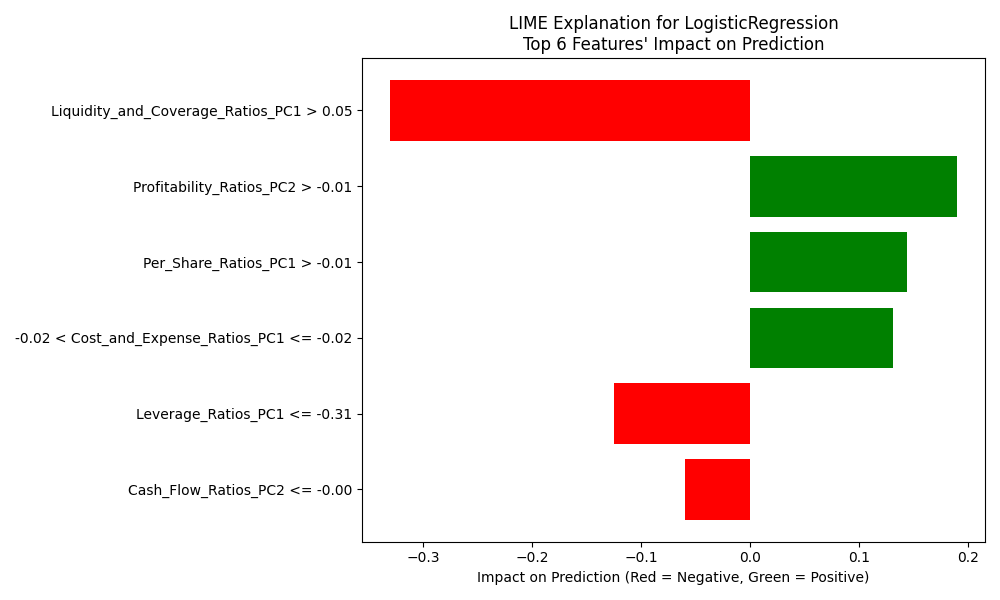 LIME Explanation for LogisticRegression
Top 6 Features' Impact on Prediction
Liquidity_and_Coverage_Ratios_PC1 > 0.05
Profitability_Ratios_PC2 > -0.01
Per_Share_Ratios_PC1 > -0.01
-0.02 < Cost_and_Expense_Ratios_PC1 <= -0.02
Leverage_Ratios_PC1 <= -0.31
Cash_Flow_Ratios_PC2 <= -0.00
−0.3 −0.2 −0.1 0.0 0.1 0.2
Impact on Prediction (Red = Negative, Green = Positive)